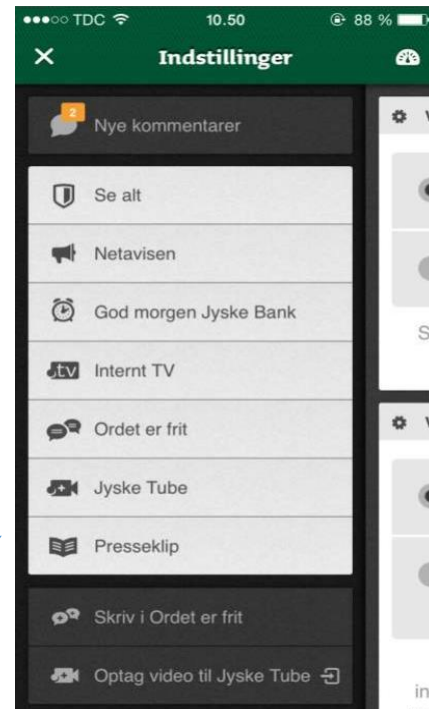 TDC 10.50 88 %
Indstillinger
2
Nye kommentarer
Se alt
Netavisen
God morgen Jyske Bank
.tv Internt TV
Ordet er frit
Jyske Tube
Presseklip
Skriv i Ordet er frit
Optag video til Jyske Tube
V
S
V
in